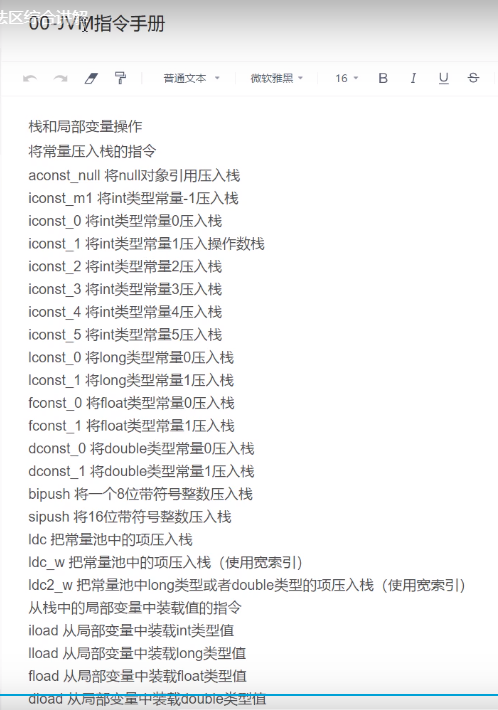 法区综合讲解
00-JVM指令手册
普通文本 微软雅黑 16 B I U S
栈和局部变量操作
将常量压入栈的指令
aconst_null 将null对象引用压入栈
iconst_m1 将int类型常量-1压入栈
iconst_0 将int类型常量0压入栈
iconst_1 将int类型常量1压入操作数栈
iconst_2 将int类型常量2压入栈
iconst_3 将int类型常量3压入栈
iconst_4 将int类型常量4压入栈
iconst_5 将int类型常量5压入栈
lconst_0 将long类型常量0压入栈
lconst_1 将long类型常量1压入栈
fconst_0 将float类型常量0压入栈
fconst_1 将float类型常量1压入栈
dconst_0 将double类型常量0压入栈
dconst_1 将double类型常量1压入栈
bipush 将一个8位带符号整数压入栈
sipush 将16位带符号整数压入栈
ldc 把常量池中的项压入栈
ldc_w 把常量池中的项压入栈（使用宽索引）
ldc2_w 把常量池中long类型或者double类型的项压入栈（使用宽索引）
从栈中的局部变量中装载值的指令
iload 从局部变量中装载int类型值
lload 从局部变量中装载long类型值
fload 从局部变量中装载float类型值
dload 从局部变量中装载double类型值